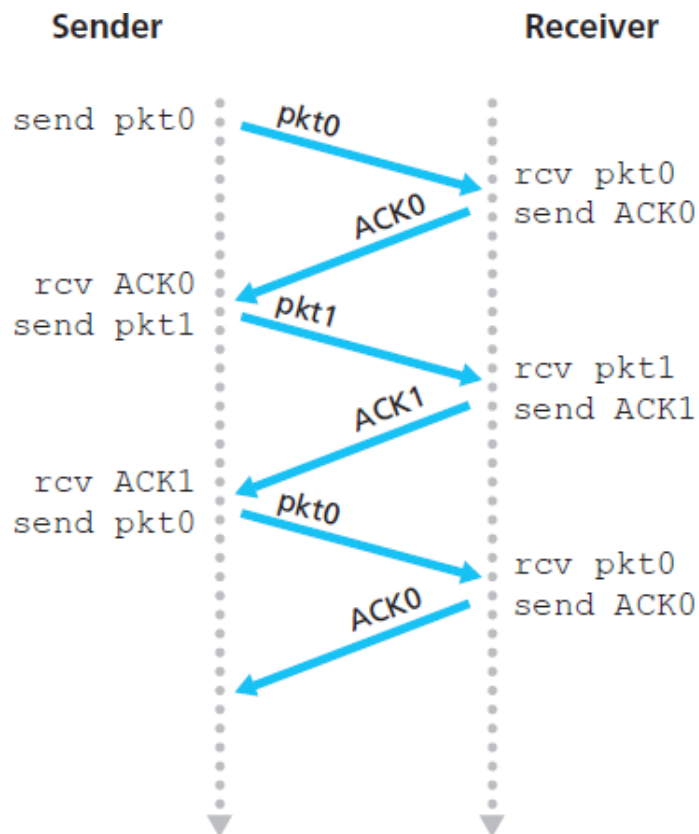 Sender
Receiver
send pkt0
pkt0
rcv pkt0
send ACK0
ACK0
rcv ACK0
send pkt1
pkt1
rcv pkt1
send ACK1
ACK1
rcv ACK1
send pkt0
pkt0
rcv pkt0
send ACK0
ACK0